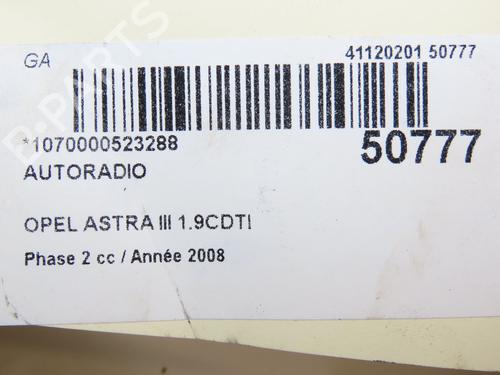 GA
41120201 50777
*1070000523288
50777
AUTORADIO
OPEL ASTRA III 1.9CDTI
Phase 2 cc / Année 2008
B-PARTS